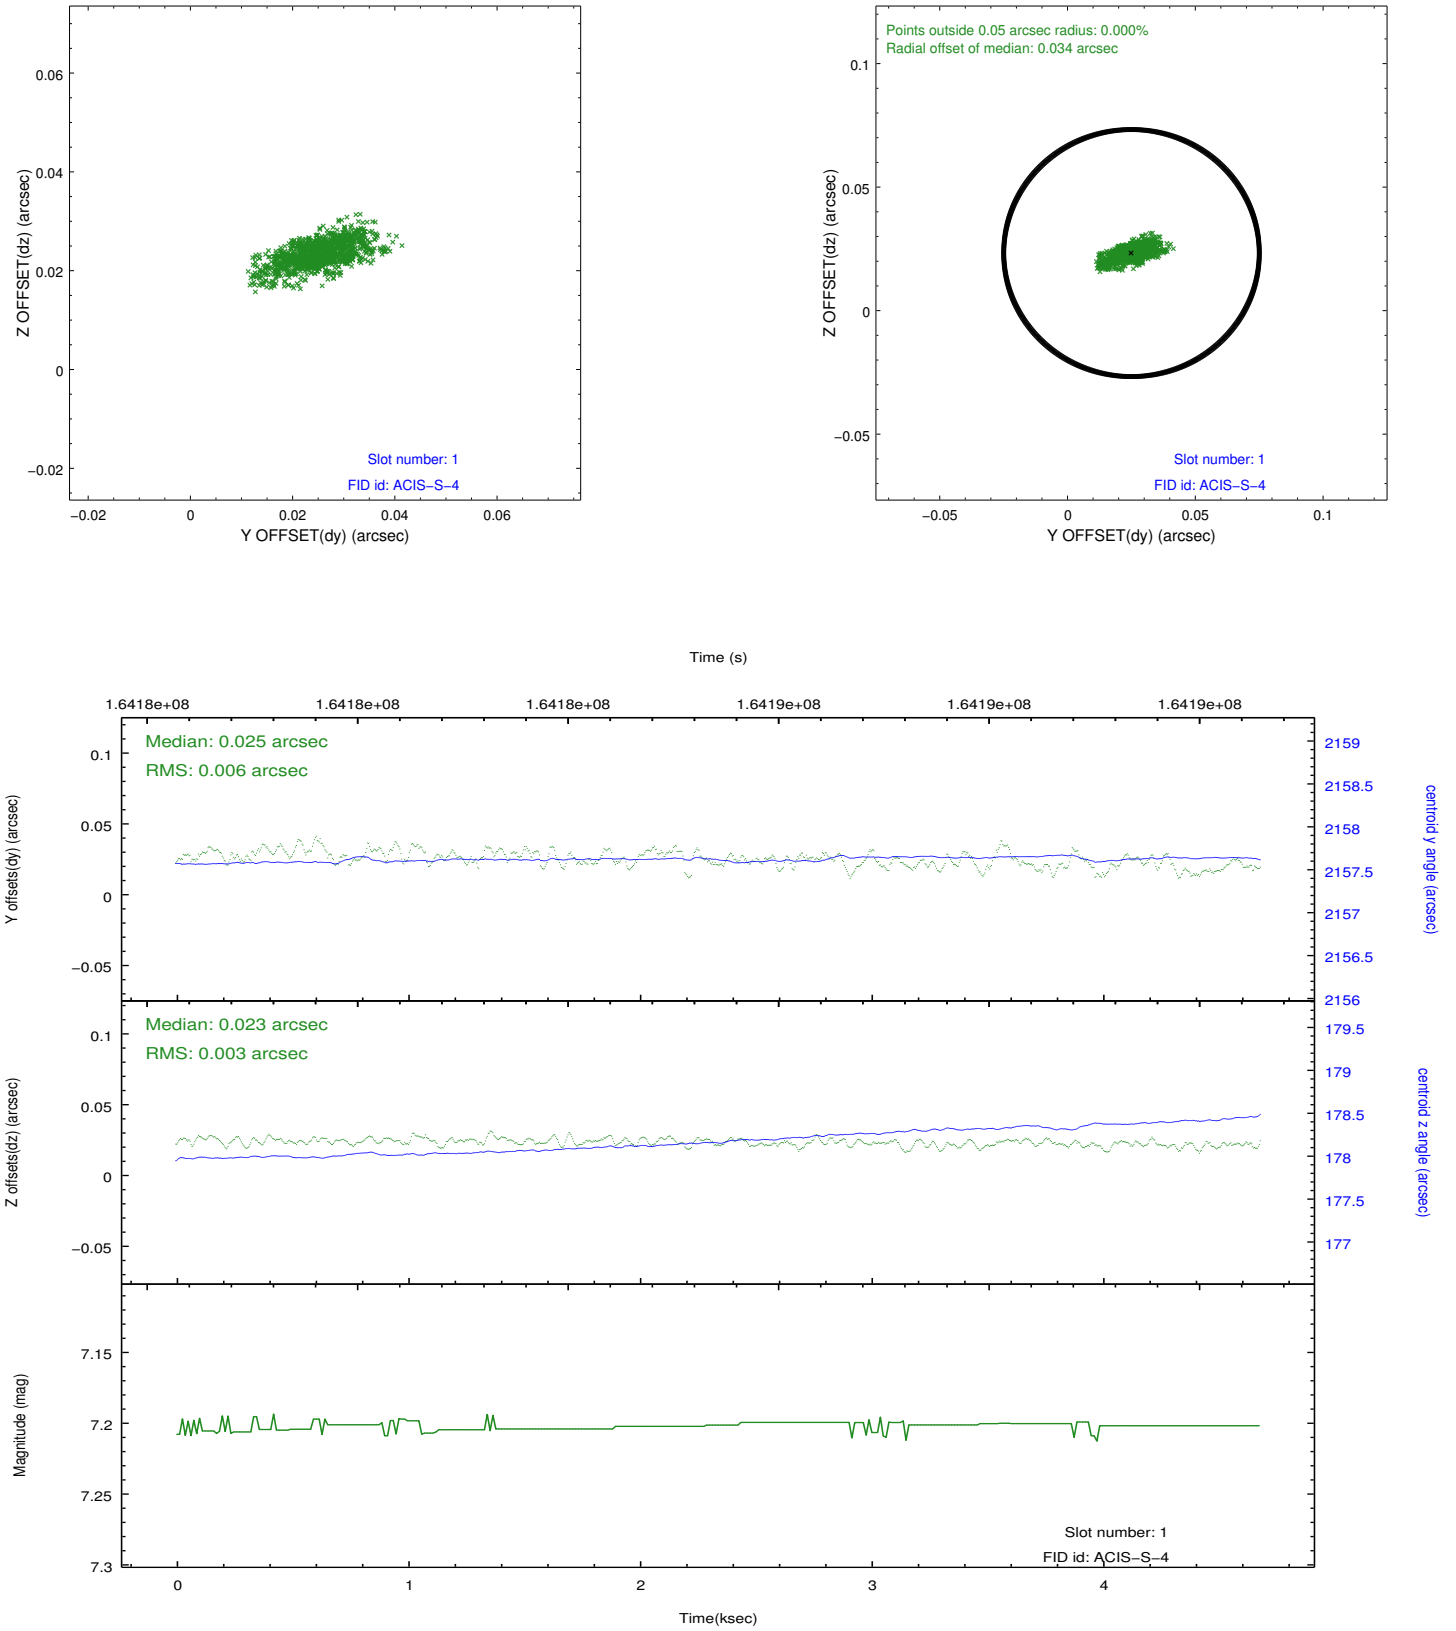 0.06
0.04
0.02
0
−0.02
Z OFFSET(dz) (arcsec)
Slot number: 1
FID id: ACIS−S−4
−0.02 0 0.02 0.04 0.06
Y OFFSET(dy) (arcsec)
Points outside 0.05 arcsec radius: 0.000%
Radial offset of median: 0.034 arcsec
0.1
0.05
0
−0.05
Z OFFSET(dz) (arcsec)
Slot number: 1
FID id: ACIS−S−4
−0.05 0 0.05 0.1
Y OFFSET(dy) (arcsec)
Time (s)
1.6418e+08 1.6418e+08 1.6418e+08 1.6419e+08 1.6419e+08 1.6419e+08
Median: 0.025 arcsec
RMS: 0.006 arcsec
0.1
0.05
0
−0.05
Y offsets(dy) (arcsec)
2159
2158.5
2158
2157.5
2157
2156.5
2156
centroid y angle (arcsec)
Median: 0.023 arcsec
RMS: 0.003 arcsec
0.1
0.05
0
−0.05
Z offsets(dz) (arcsec)
179.5
179
178.5
178
177.5
177
centroid z angle (arcsec)
7.15
7.2
7.25
7.3
Magnitude (mag)
Slot number: 1
FID id: ACIS−S−4
0 1 2 3 4
Time(ksec)